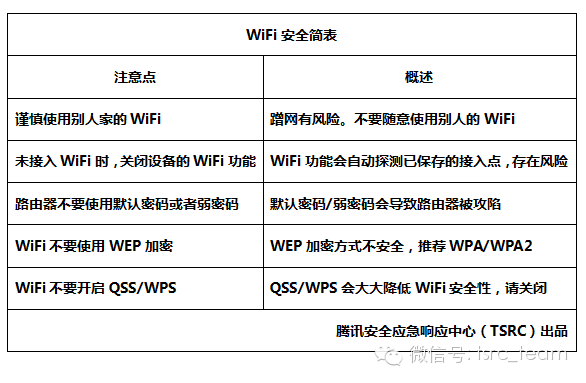 WiFi 安全简表
注意点 概述
谨慎使用别人家的 WiFi 蹭网有风险。不要随意使用别人的 WiFi
未接入 WiFi 时，关闭设备的 WiFi 功能 WiFi 功能会自动探测已保存的接入点，存在风险
路由器不要使用默认密码或者弱密码 默认密码/弱密码会导致路由器被攻陷
WiFi 不要使用 WEP 加密 WEP 加密方式不安全，推荐 WPA/WPA2
WiFi 不要开启 QSS/WPS QSS/WPS 会大大降低 WiFi 安全性，请关闭
腾讯安全应急响应中心（TSRC）出品
微信号: tsrc_team